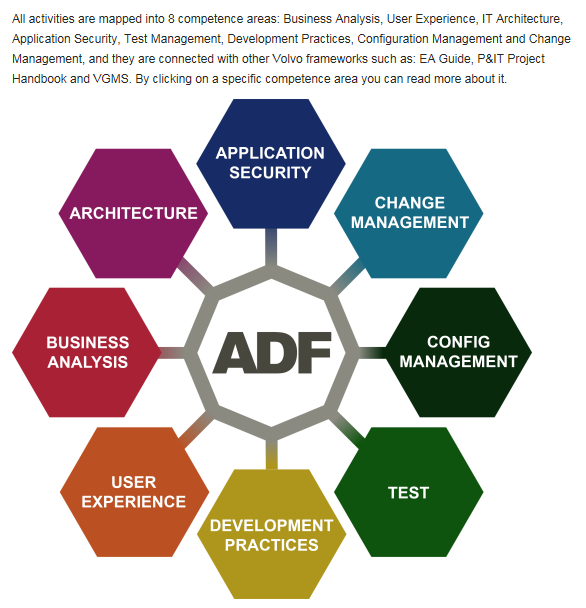 All activities are mapped into 8 competence areas: Business Analysis, User Experience, IT Architecture,
Application Security, Test Management, Development Practices, Configuration Management and Change
Management, and they are connected with other Volvo frameworks such as: EA Guide, P&IT Project
Handbook and VGMS. By clicking on a specific competence area you can read more about it.
APPLICATION
SECURITY
ARCHITECTURE
CHANGE
MANAGEMENT
BUSINESS
ANALYSIS
ADF
CONFIG
MANAGEMENT
USER
EXPERIENCE
TEST
DEVELOPMENT
PRACTICES